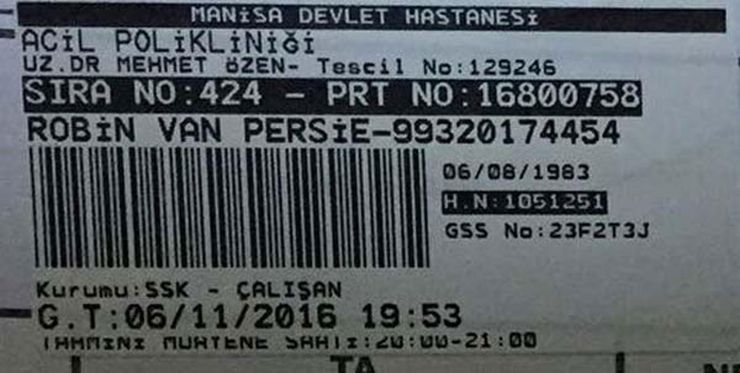 MANİSA DEVLET HASTANESİ
ACİL POLİKLİNİĞİ
UZ.DR MEHMET ÖZEN- Tescil No:129246
SIRA NO:424 - PRT NO:16800758
ROBİN VAN PERSİE-99320174454
06/08/1983
H.N:1051251
GSS No:23F2T3J
Kurumu:SSK - ÇALIŞAN
G.T:06/11/2016 19:53
TAHMİNİ MUAYENE SAATİ:20:00-21:00
TA